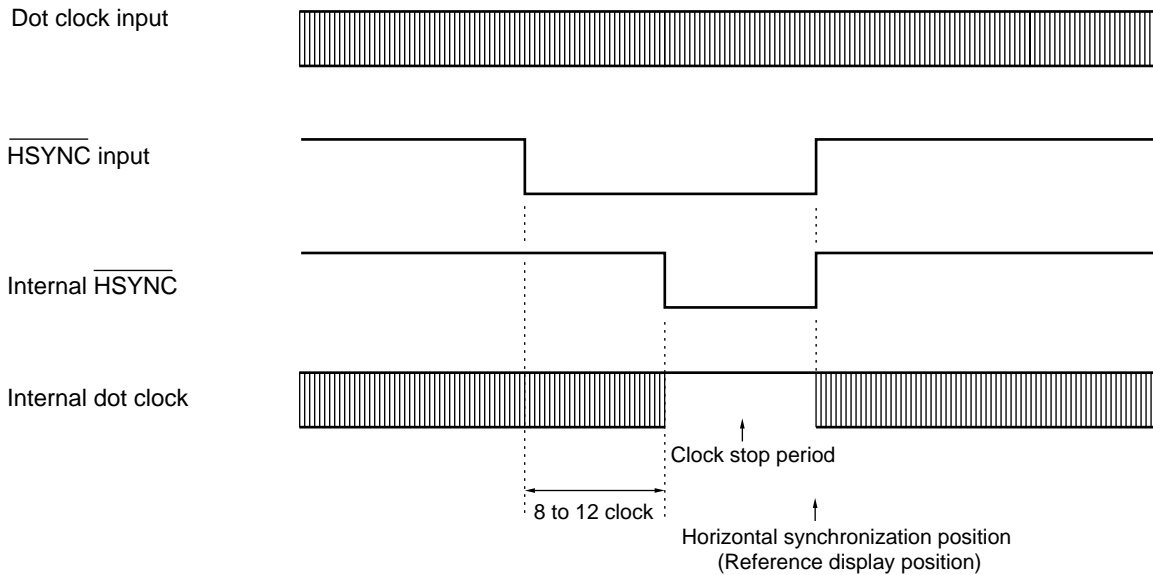 Dot clock input
HSYNC input
Internal HSYNC
Internal dot clock
Clock stop period
8 to 12 clock
Horizontal synchronization position
(Reference display position)